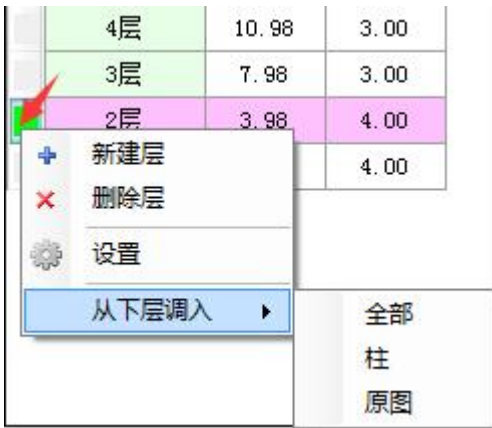 4层 10.98 3.00
3层 7.98 3.00
2层 3.98 4.00
4.00
新建层
删除层
设置
从下层调入
全部
柱
原图